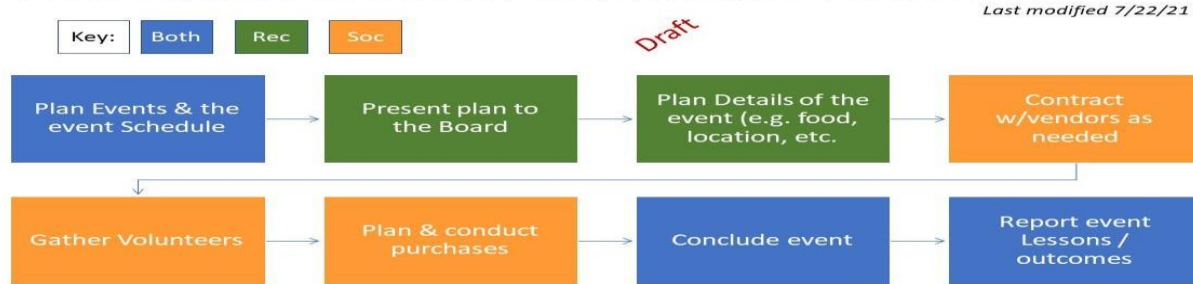 Last modified 7/22/21
Key:
Both
Rec
Soc
Draft
Plan Events & the
event Schedule
Present plan to
the Board
Plan Details of the
event (e.g. food,
location, etc.
Contract
w/vendors as
needed
Gather Volunteers
Plan & conduct
purchases
Conclude event
Report event
Lessons /
outcomes